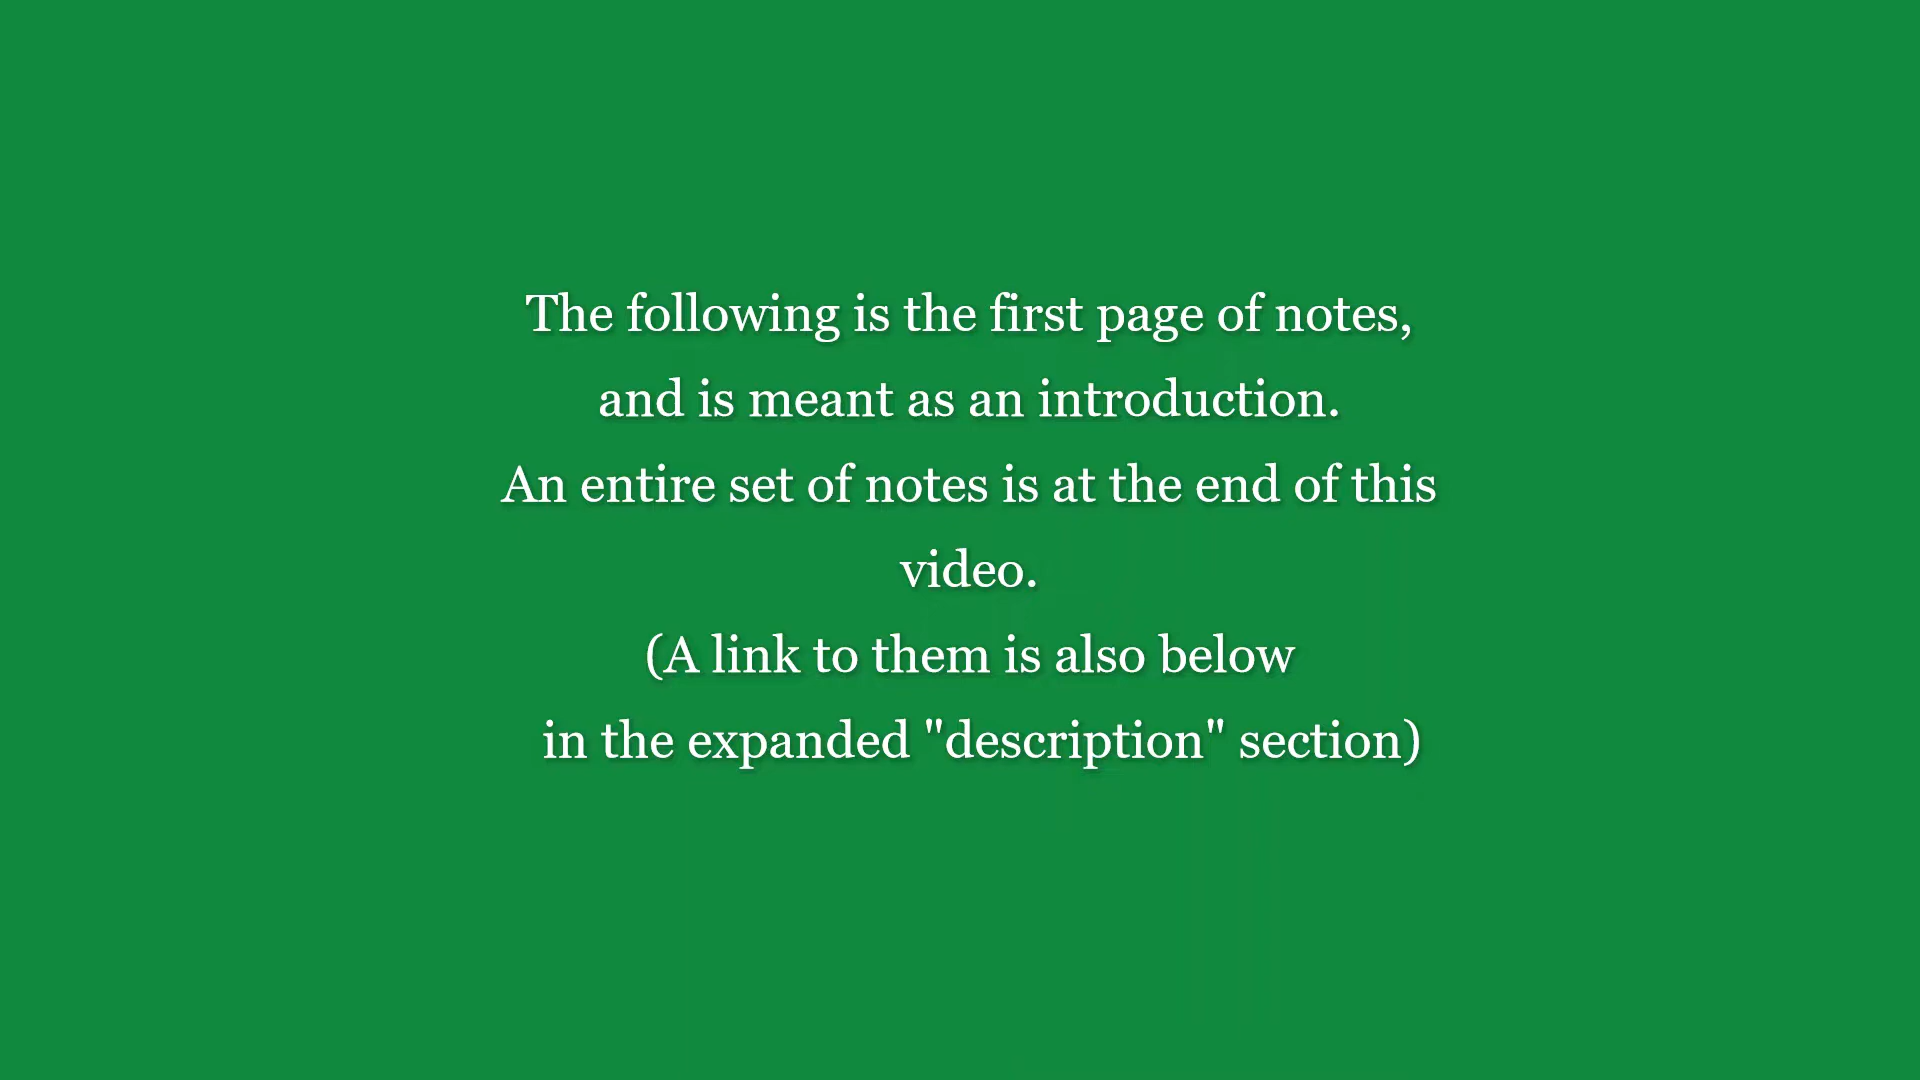 The following is the first page of notes,
and is meant as an introduction.
An entire set of notes is at the end of this
video.
(A link to them is also below
in the expanded "description" section)